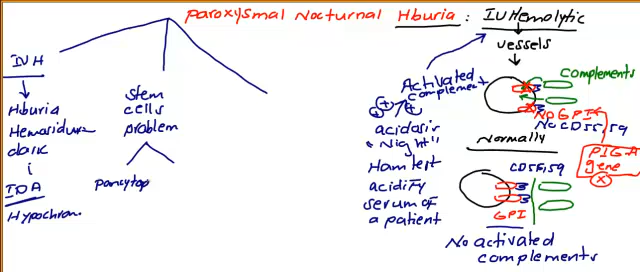 Paroxysmal Nocturnal Hburia : IV Hemolytic
vessels
IVH
Hburia
Hemosidure
dark
i
IDA
Hypochrom
Stem
cells
problem
pancytop
Activated
complement
acidosis
"Night"
Ham test
acidify
serum of
a patient
complements
No GPI
No CD55,59
PIG-A
gene
Normally
CD55,59
GPI
No activated
complements